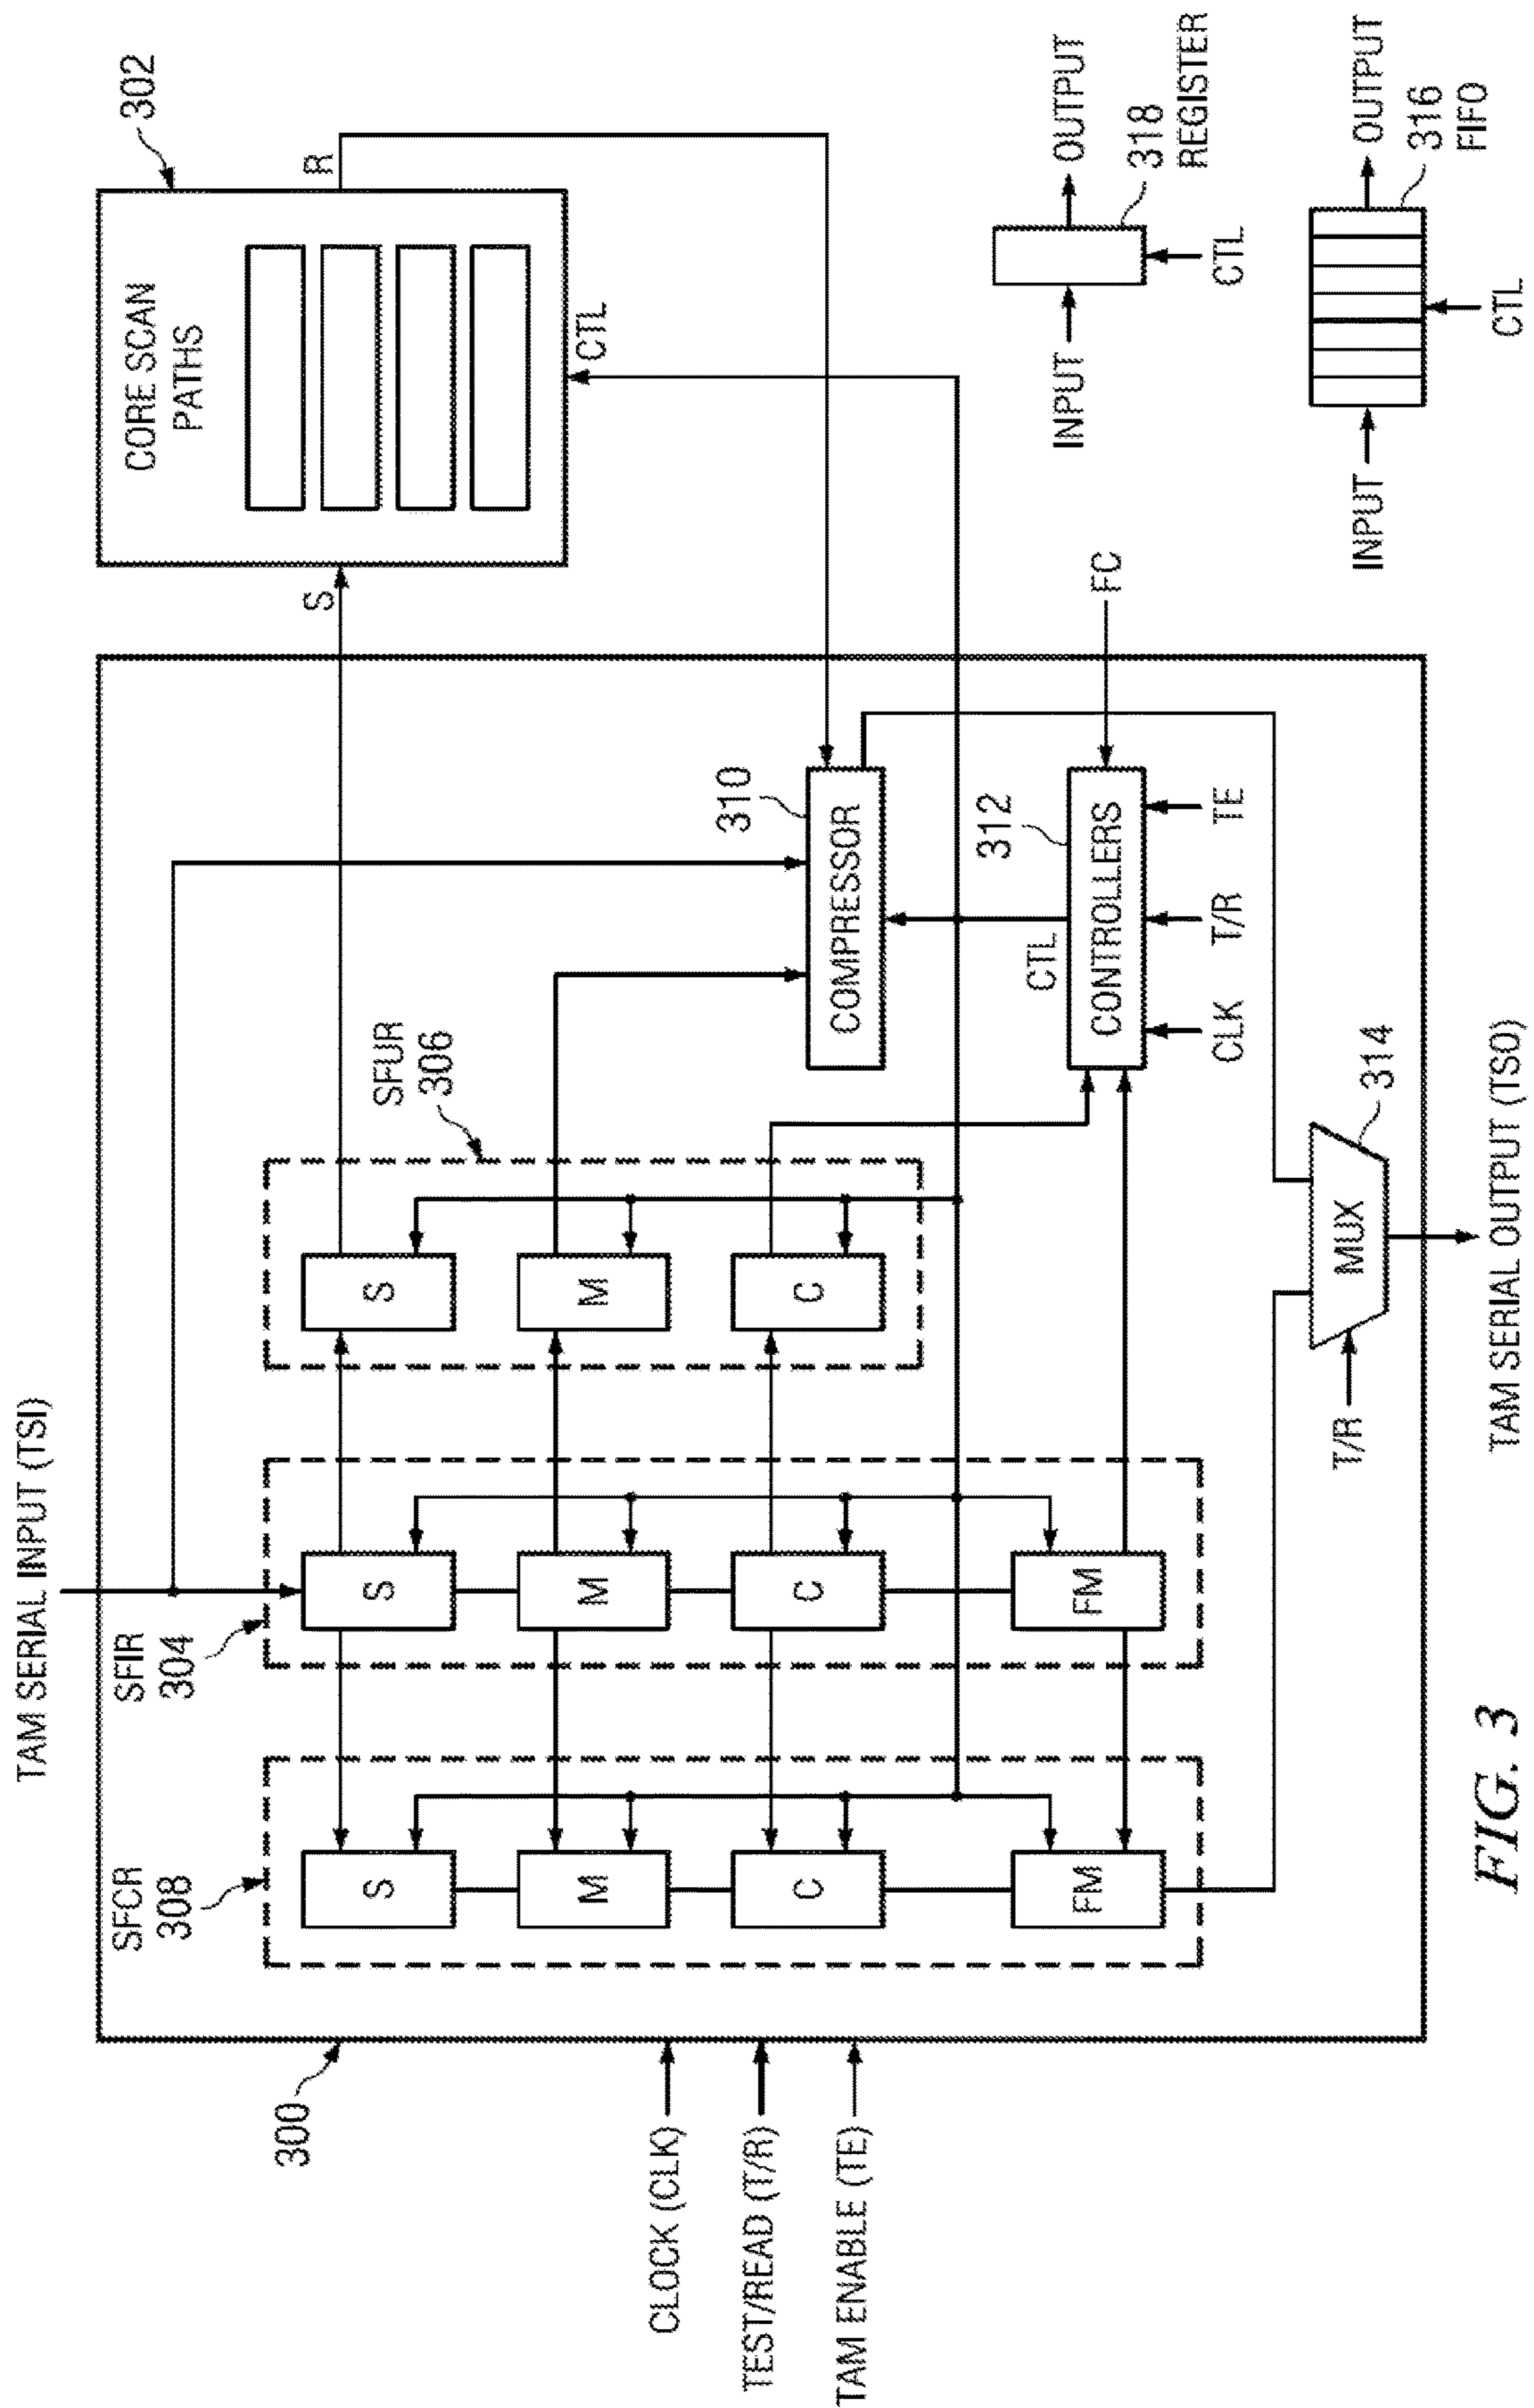 TAM SERIAL INPUT (TSI)
302
CORE SCAN
PATHS
R
S
CTL
SFCR
308
SFIR
304
SFUR
306
S
S
S
M
M
M
C
C
C
FM
FM
310
COMPRESSOR
CTL
312
CONTROLLERS
FC
CLK
T/R
TE
T/R
MUX
314
300
CLOCK (CLK)
TEST/READ (T/R)
TAM ENABLE (TE)
TAM SERIAL OUTPUT (TSO)
INPUT
OUTPUT
CTL
318
REGISTER
INPUT
OUTPUT
CTL
316
FIFO
FIG. 3